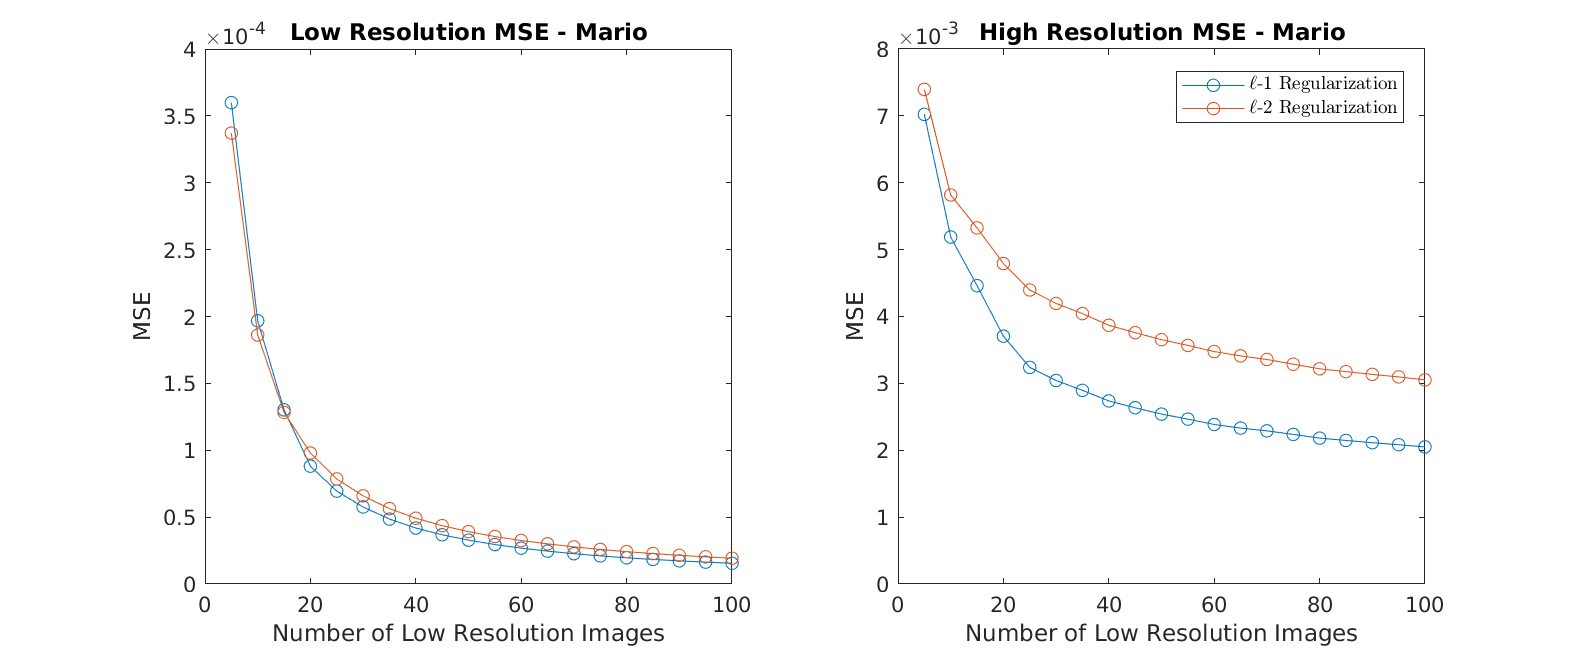 Low Resolution MSE - Mario
×10-4
4
3.5
3
2.5
2
1.5
1
0.5
0
MSE
0 20 40 60 80 100
Number of Low Resolution Images
High Resolution MSE - Mario
×10-3
8
7
6
5
4
3
2
1
0
MSE
0 20 40 60 80 100
Number of Low Resolution Images
ℓ-1 Regularization
ℓ-2 Regularization